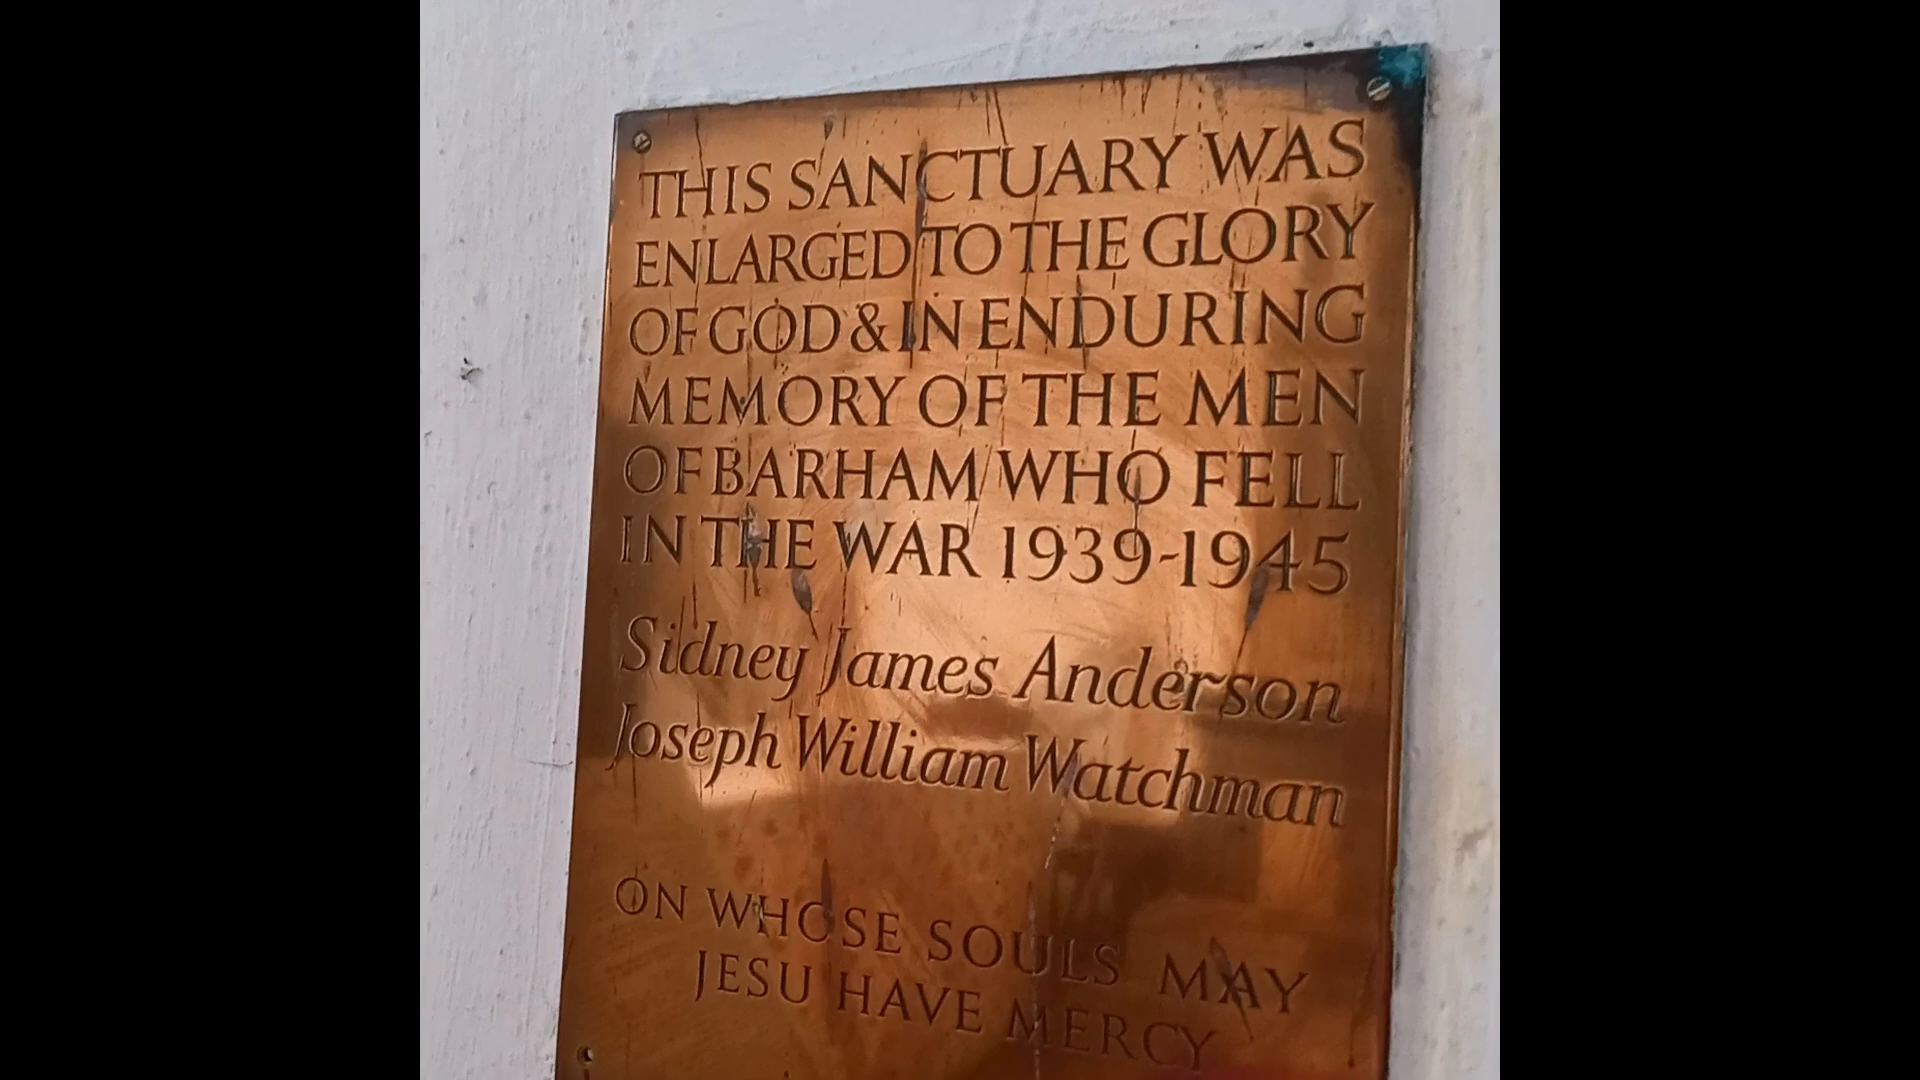 THIS SANCTUARY WAS
ENLARGED TO THE GLORY
OF GOD & IN ENDURING
MEMORY OF THE MEN
OF BARHAM WHO FELL
IN THE WAR 1939-1945
Sidney James Anderson
Joseph William Watchman
ON WHOSE SOULS MAY
JESU HAVE MERCY